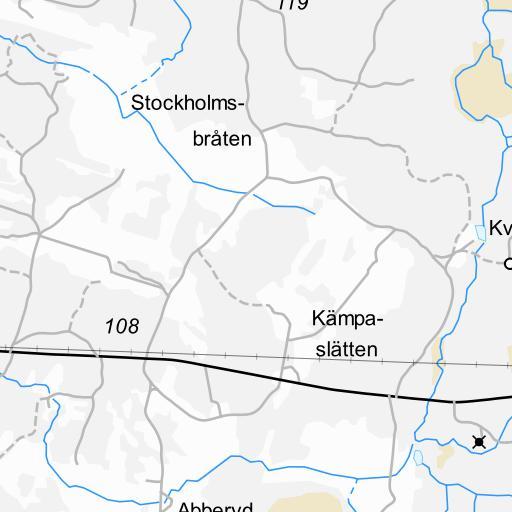 119
Stockholms-
bråten
Kv
Kämpa-
slätten
108
Abberyd